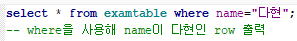 select * from examtable where name="다현";
-- where을 사용해 name이 다현인 row 출력